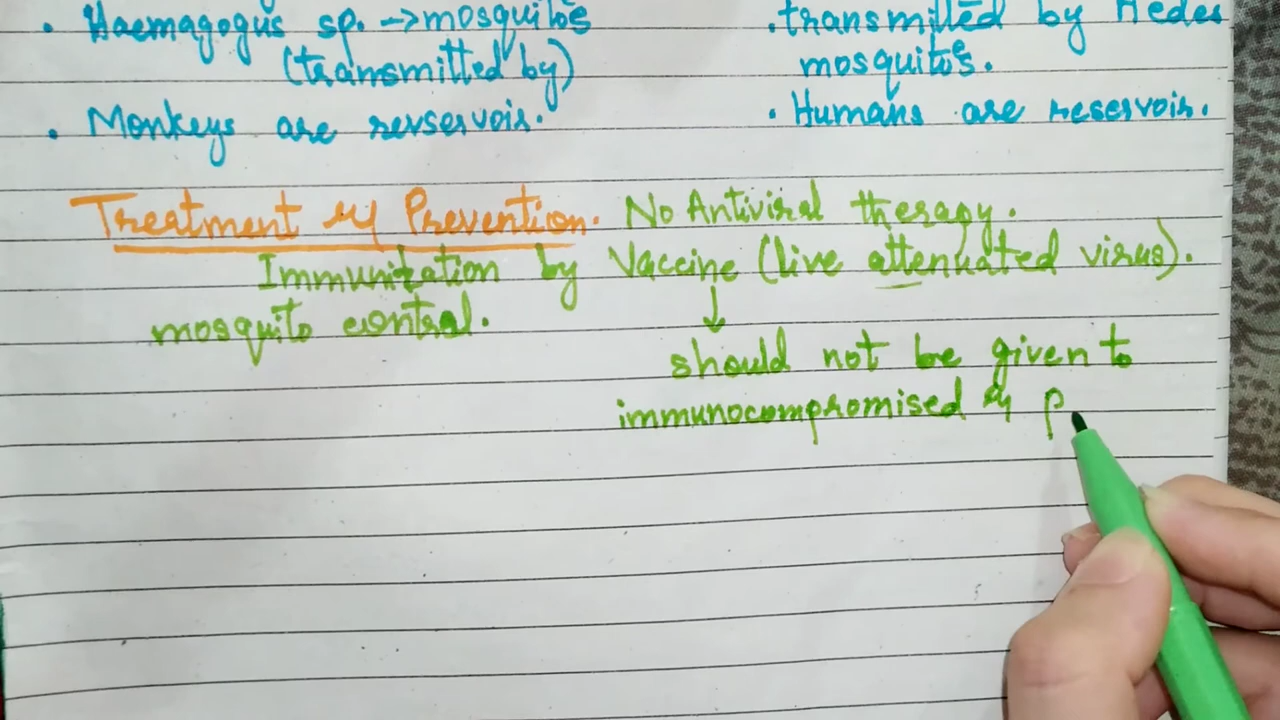 • Haemagogus sp. → mosquitoes
(transmitted by)
• Monkeys are revservoir.
• transmitted by Aedes
mosquitoes.
• Humans are reservoir.
Treatment & Prevention. No Antiviral therapy.
Immunization by Vaccine (live attenuated virus).
mosquito control.
↓
should not be given to
immunocompromised & p